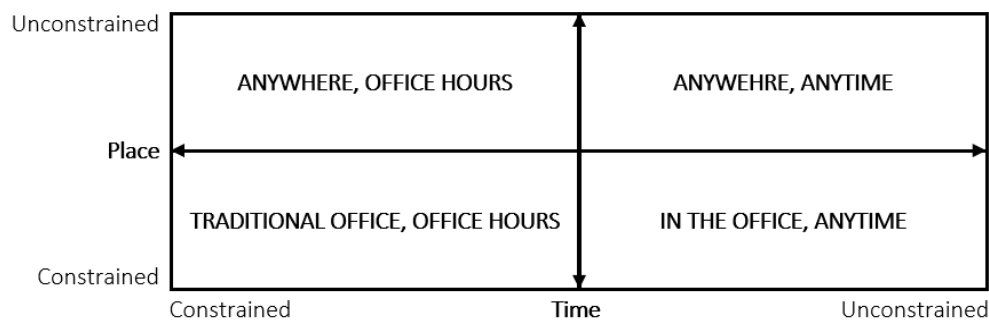 Unconstrained
ANYWHERE, OFFICE HOURS
ANYWEHRE, ANYTIME
Place
TRADITIONAL OFFICE, OFFICE HOURS
IN THE OFFICE, ANYTIME
Constrained
Constrained
Time
Unconstrained